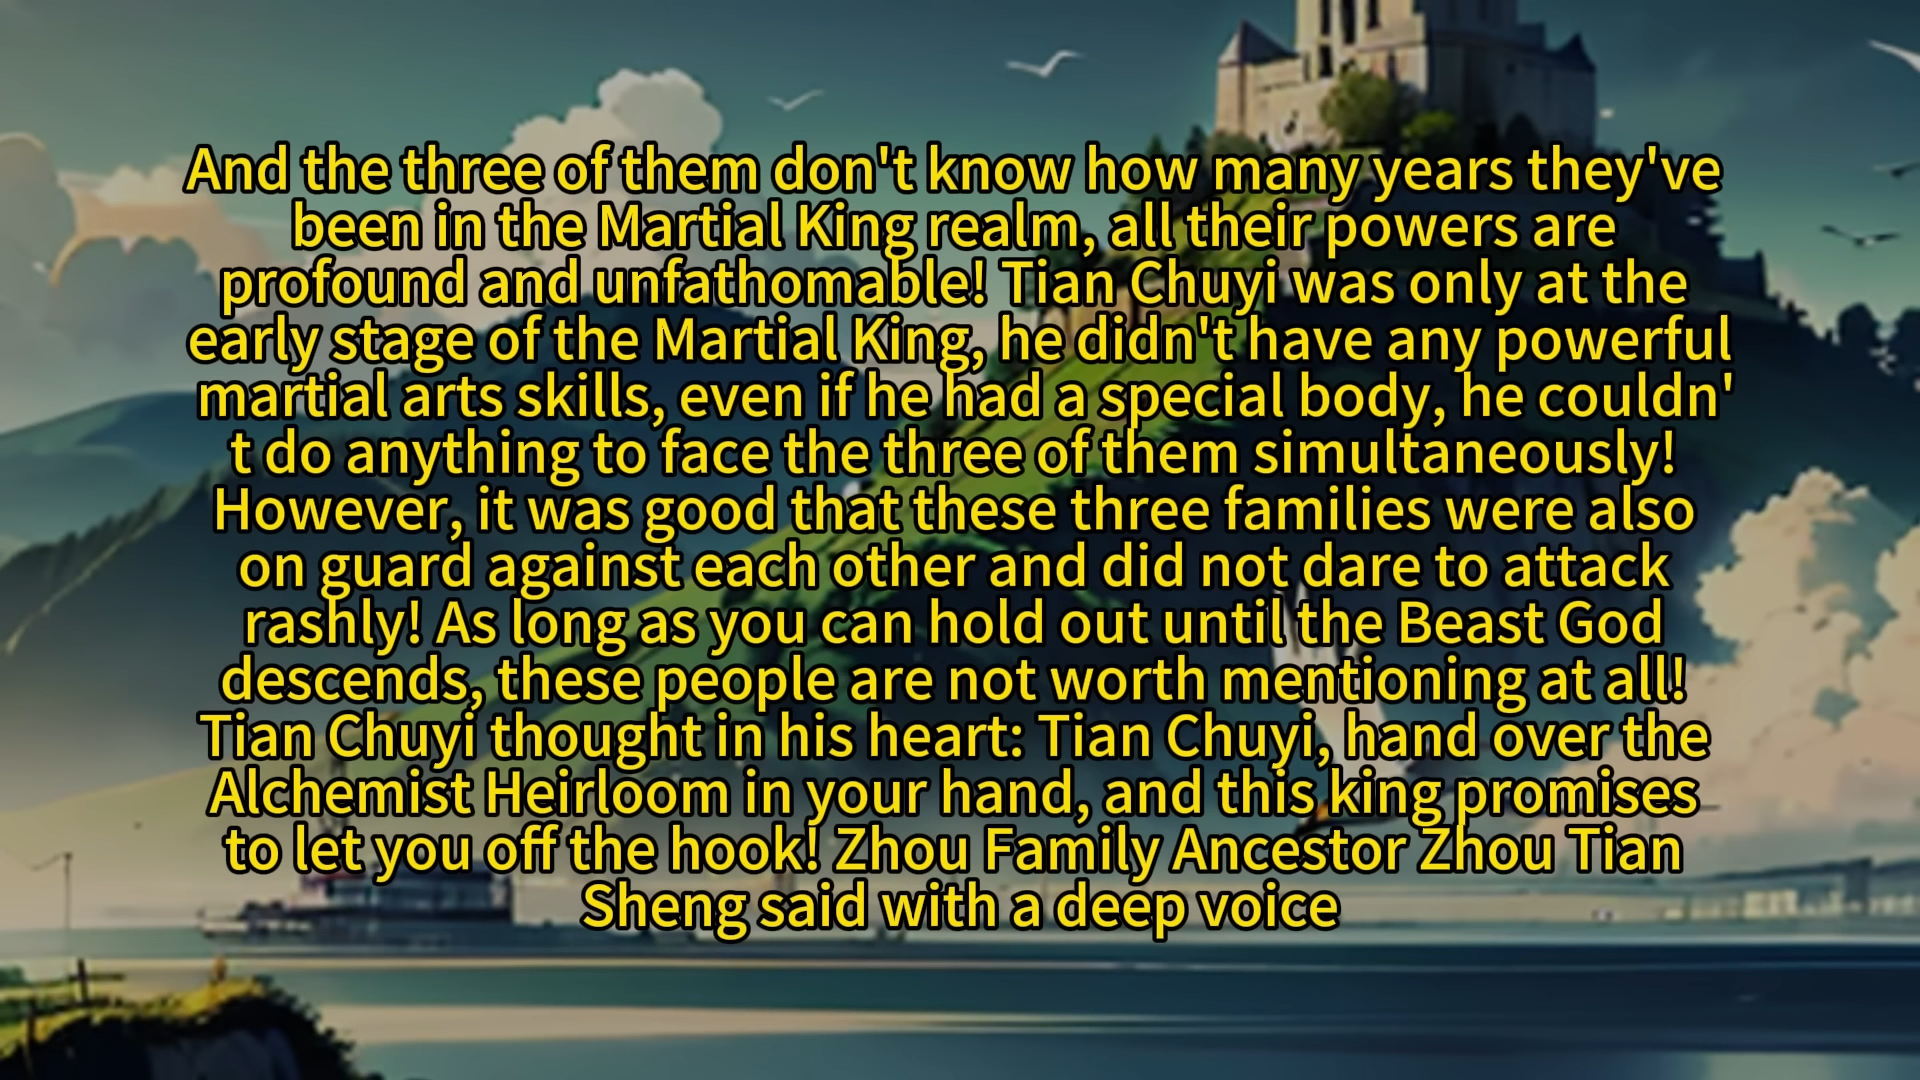 And the three of them don't know how many years they've
been in the Martial King realm, all their powers are
profound and unfathomable! Tian Chuyi was only at the
early stage of the Martial King, he didn't have any powerful
martial arts skills, even if he had a special body, he couldn'
t do anything to face the three of them simultaneously!
However, it was good that these three families were also
on guard against each other and did not dare to attack
rashly! As long as you can hold out until the Beast God
descends, these people are not worth mentioning at all!
Tian Chuyi thought in his heart: Tian Chuyi, hand over the
Alchemist Heirloom in your hand, and this king promises
to let you off the hook! Zhou Family Ancestor Zhou Tian
Sheng said with a deep voice